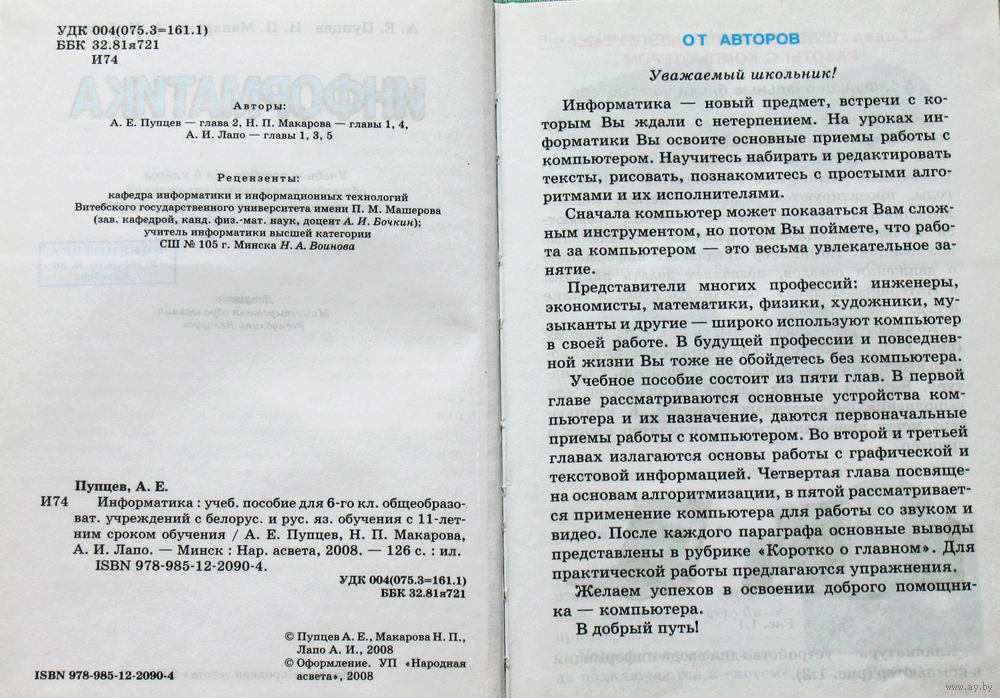 УДК 004(075.3=161.1)
ББК 32.81я721
И74
Авторы:
А. Е. Пупцев — глава 2, Н. П. Макарова — главы 1, 4,
А. И. Лапо — главы 1, 3, 5
Рецензенты:
кафедра информатики и информационных технологий
Витебского государственного университета имени П. М. Машерова
(зав. кафедрой, канд. физ.-мат. наук, доцент А. И. Бочкин);
учитель информатики высшей категории
СШ № 105 г. Минска Н. А. Воинова
Пупцев, А. Е.
И74 Информатика : учеб. пособие для 6-го кл. общеобразо-
ват. учреждений с белорус. и рус. яз. обучения с 11-лет-
ним сроком обучения / А. Е. Пупцев, Н. П. Макарова,
А. И. Лапо. — Минск : Нар. асвета, 2008. — 126 с. : ил.
ISBN 978-985-12-2090-4.
УДК 004(075.3=161.1)
ББК 32.81я721
© Пупцев А. Е., Макарова Н. П.,
Лапо А. И., 2008
© Оформление. УП «Народная
асвета», 2008
ISBN 978-985-12-2090-4
ОТ АВТОРОВ
Уважаемый школьник!
Информатика — новый предмет, встречи с ко-
торым Вы ждали с нетерпением. На уроках ин-
форматики Вы освоите основные приемы работы с
компьютером. Научитесь набирать и редактировать
тексты, рисовать, познакомитесь с простыми алго-
ритмами и их исполнителями.
Сначала компьютер может показаться Вам слож-
ным инструментом, но потом Вы поймете, что рабо-
та за компьютером — это весьма увлекательное за-
нятие.
Представители многих профессий: инженеры,
экономисты, математики, физики, художники, му-
зыканты и другие — широко используют компьютер
в своей работе. В будущей профессии и повседнев-
ной жизни Вы тоже не обойдетесь без компьютера.
Учебное пособие состоит из пяти глав. В первой
главе рассматриваются основные устройства ком-
пьютера и их назначение, даются первоначальные
приемы работы с компьютером. Во второй и третьей
главах излагаются основы работы с графической и
текстовой информацией. Четвертая глава посвяще-
на основам алгоритмизации, в пятой рассматривает-
ся применение компьютера для работы со звуком и
видео. После каждого параграфа основные выводы
представлены в рубрике «Коротко о главном». Для
практической работы предлагаются упражнения.
Желаем успехов в освоении доброго помощни-
ка — компьютера.
В добрый путь!
www.ay.by